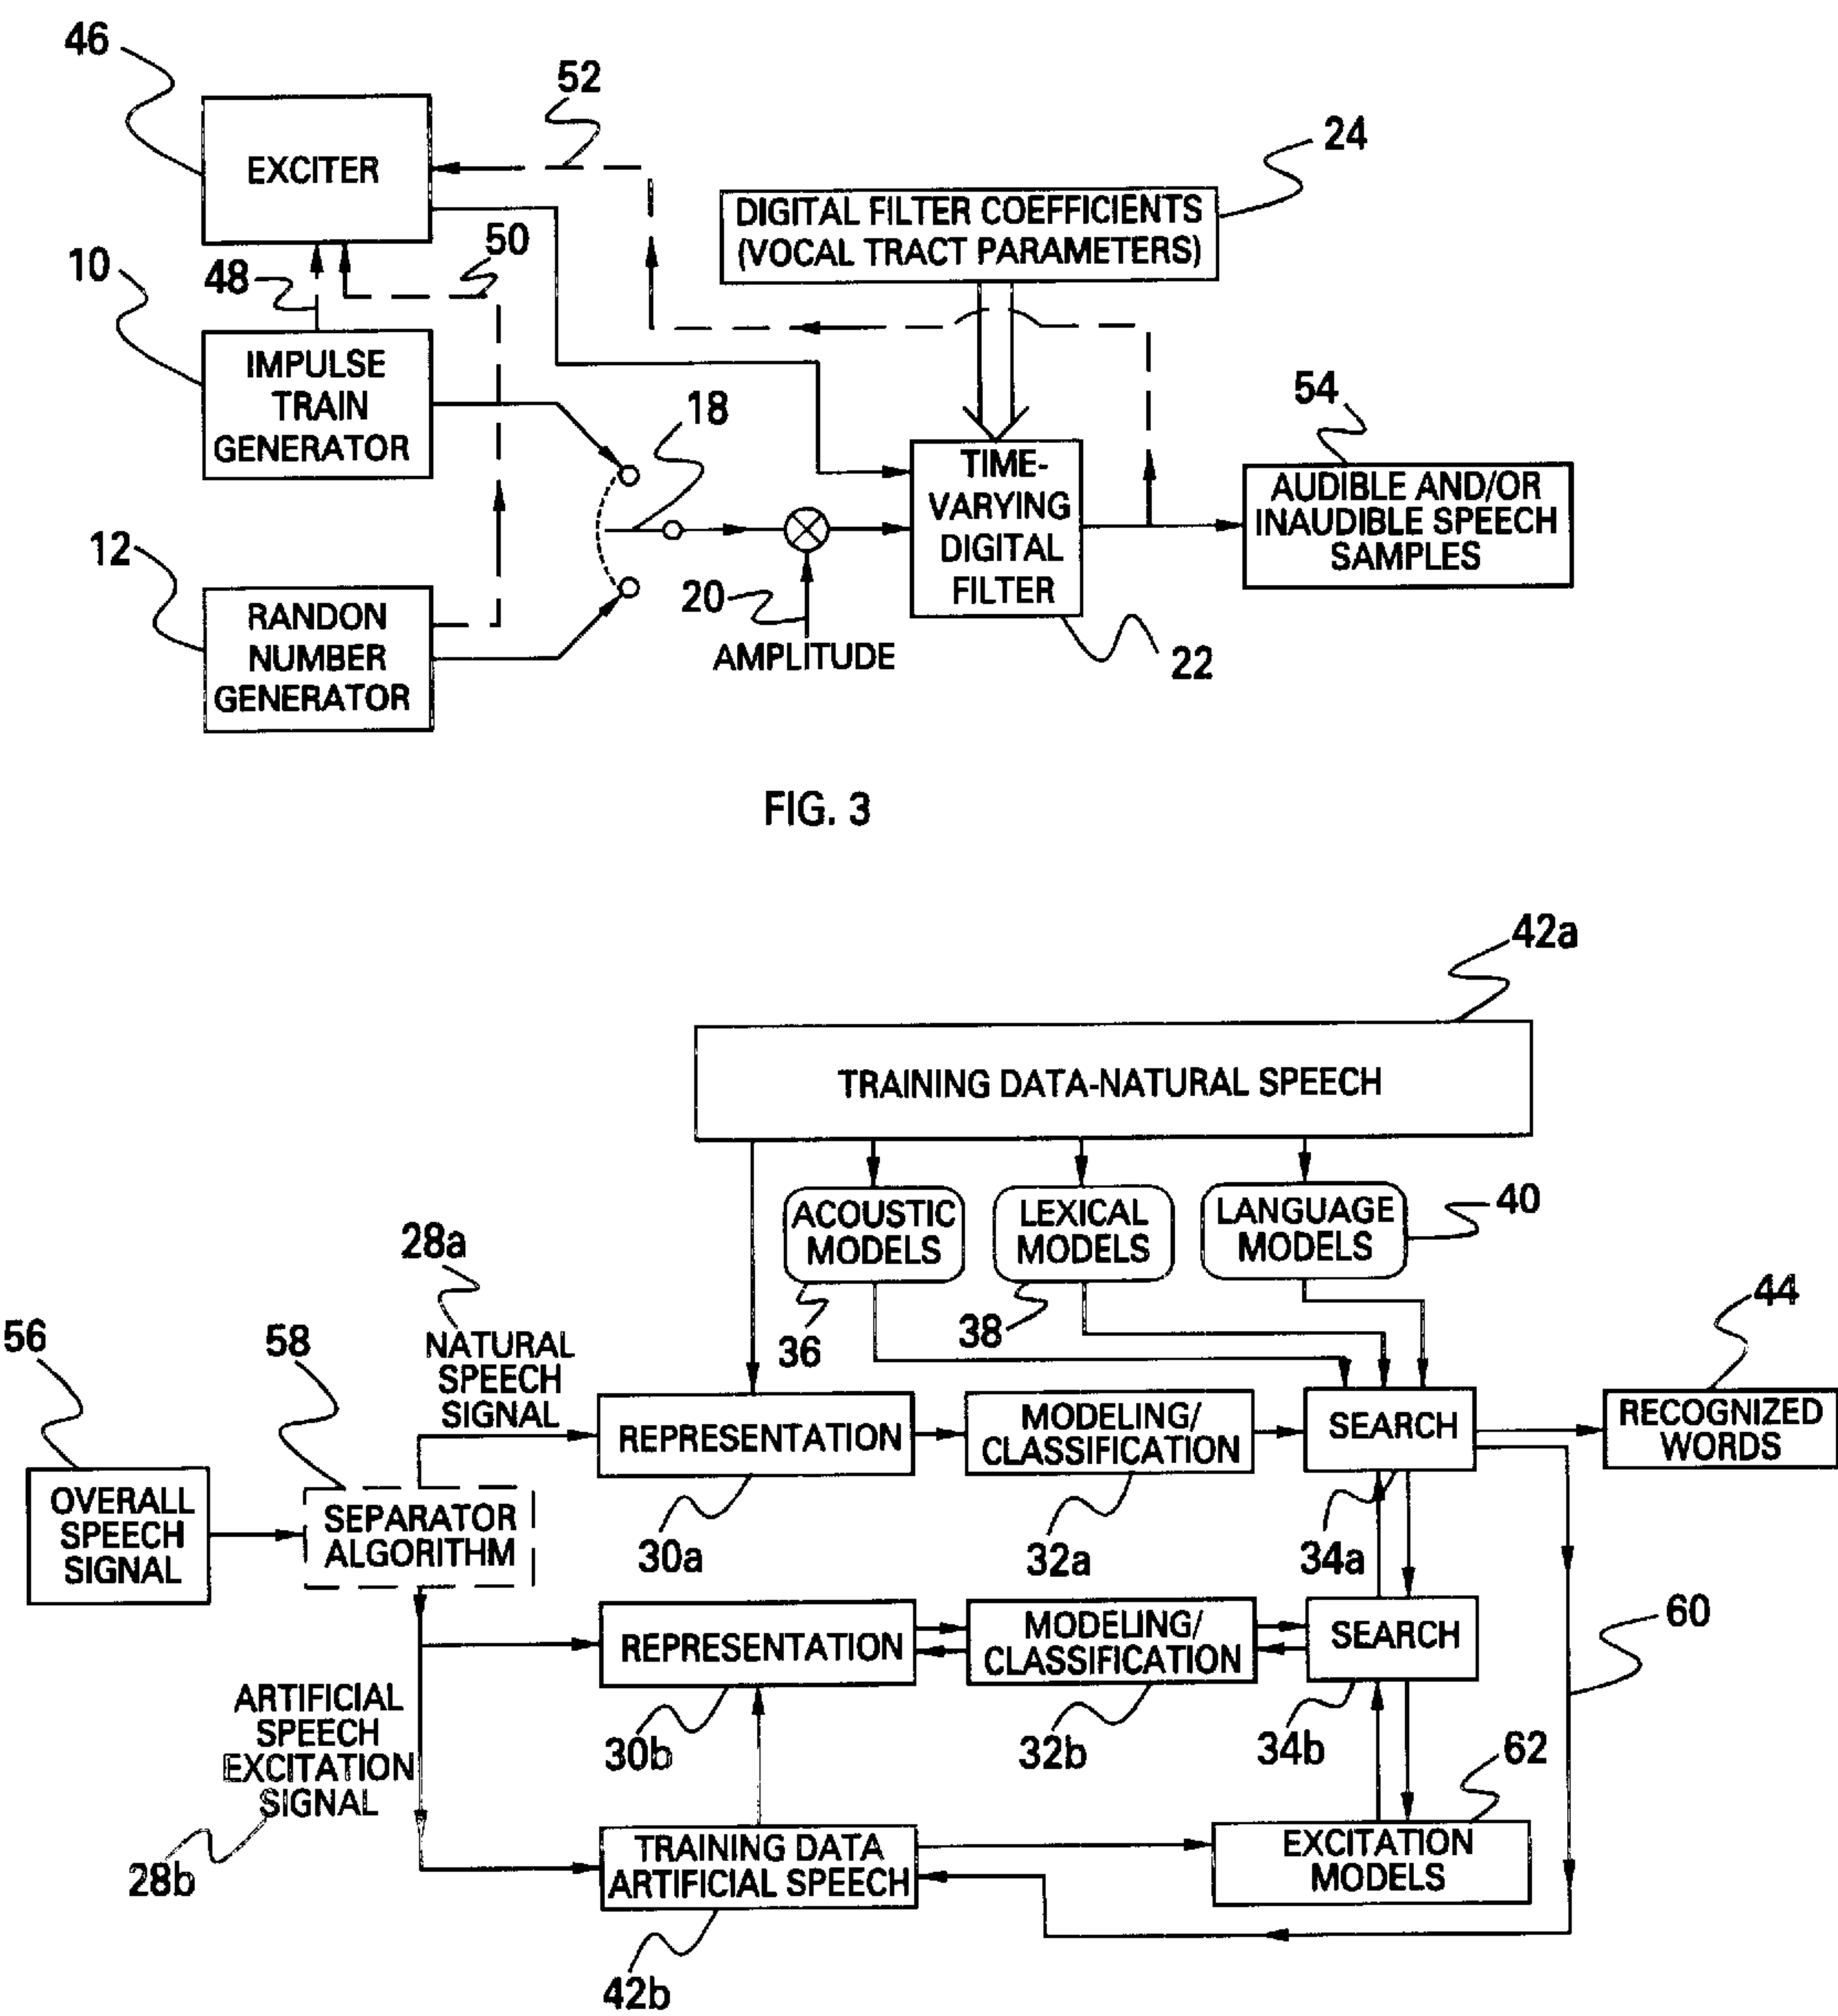 46
52
24
EXCITER
DIGITAL FILTER COEFFICIENTS
(VOCAL TRACT PARAMETERS)
10
48
50
IMPULSE
TRAIN
GENERATOR
18
54
TIME-
VARYING
DIGITAL
FILTER
AUDIBLE AND/OR
INAUDIBLE SPEECH
SAMPLES
12
RANDON
NUMBER
GENERATOR
20
AMPLITUDE
22
FIG. 3
42a
TRAINING DATA-NATURAL SPEECH
ACOUSTIC
MODELS
LEXICAL
MODELS
LANGUAGE
MODELS
40
28a
36
38
44
56
58
NATURAL
SPEECH
SIGNAL
REPRESENTATION
MODELING/
CLASSIFICATION
SEARCH
RECOGNIZED
WORDS
OVERALL
SPEECH
SIGNAL
SEPARATOR
ALGORITHM
30a
32a
34a
60
REPRESENTATION
MODELING/
CLASSIFICATION
SEARCH
ARTIFICIAL
SPEECH
EXCITATION
SIGNAL
30b
32b
34b
62
28b
TRAINING DATA
ARTIFICIAL SPEECH
EXCITATION
MODELS
42b